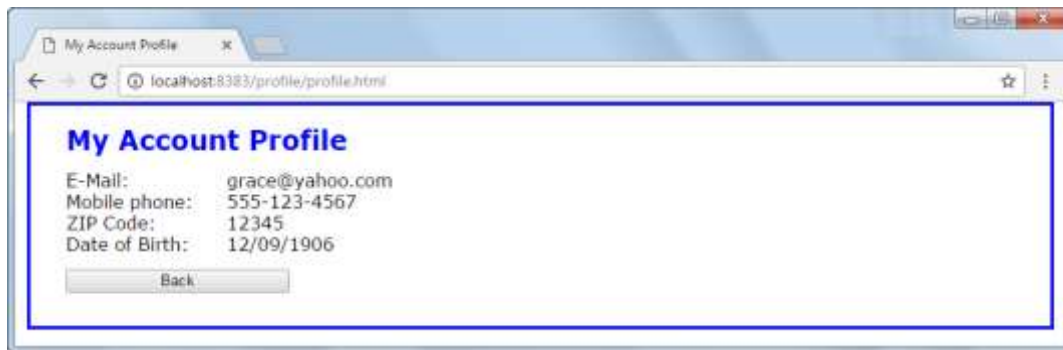 My Account Profile
localhost:8383/profile/profile.html
My Account Profile
E-Mail: grace@yahoo.com
Mobile phone: 555-123-4567
ZIP Code: 12345
Date of Birth: 12/09/1906
Back